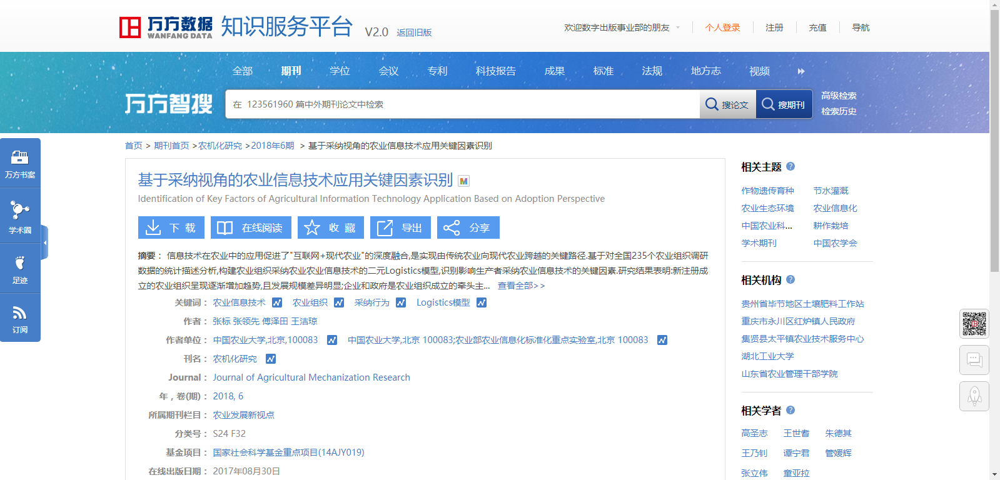 万方数据 知识服务平台 V2.0 返回旧版
WANFANG DATA
欢迎数字出版事业部的朋友 个人登录 注册 充值 导航
全部 期刊 学位 会议 专利 科技报告 成果 标准 法规 地方志 视频
万方智搜 在 123561960 篇中外期刊论文中检索 搜论文 搜期刊
高级检索
检索历史
万方书案
学术圈
足迹
订阅
首页 > 期刊首页 >农机化研究 >2018年6期 > 基于采纳视角的农业信息技术应用关键因素识别
基于采纳视角的农业信息技术应用关键因素识别 M
Identification of Key Factors of Agricultural Information Technology Application Based on Adoption Perspective
下 载 在线阅读 收 藏 导出 分享
摘要： 信息技术在农业中的应用促进了"互联网+现代农业"的深度融合,是实现由传统农业向现代农业跨越的关键路径.基于对全国235个农业组织调研
数据的统计描述分析,构建农业组织采纳农业农业信息技术的二元Logistics模型,识别影响生产者采纳农业信息技术的关键因素.研究结果表明:新注册成
立的农业组织呈现逐渐增加趋势,且发展规模差异明显;企业和政府是农业组织成立的牵头主... 查看全部>>
关键词： 农业信息技术 农业组织 采纳行为 Logistics模型
作者： 张标 张领先 傅泽田 王洁琼
作者单位： 中国农业大学,北京,100083 中国农业大学,北京 100083;农业部农业信息化标准化重点实验室,北京 100083
刊名： 农机化研究
Journal： Journal of Agricultural Mechanization Research
年，卷(期)： 2018, 6
所属期刊栏目： 农业发展新视点
分类号： S24 F32
基金项目： 国家社会科学基金重点项目(14AJY019)
在线出版日期： 2017年08月30日
相关主题 ?
作物遗传育种 节水灌溉
农业生态环境 农业信息化
中国农业科... 耕作栽培
学术期刊 中国农学会
相关机构 ?
贵州省毕节地区土壤肥料工作站
重庆市永川区红炉镇人民政府
集贤县太平镇农业技术服务中心
湖北工业大学
山东省农业管理干部学院
相关学者 ?
高圣志 王世耆 朱德其
王乃钊 谭宁君 管媛辉
张立伟 童亚拉